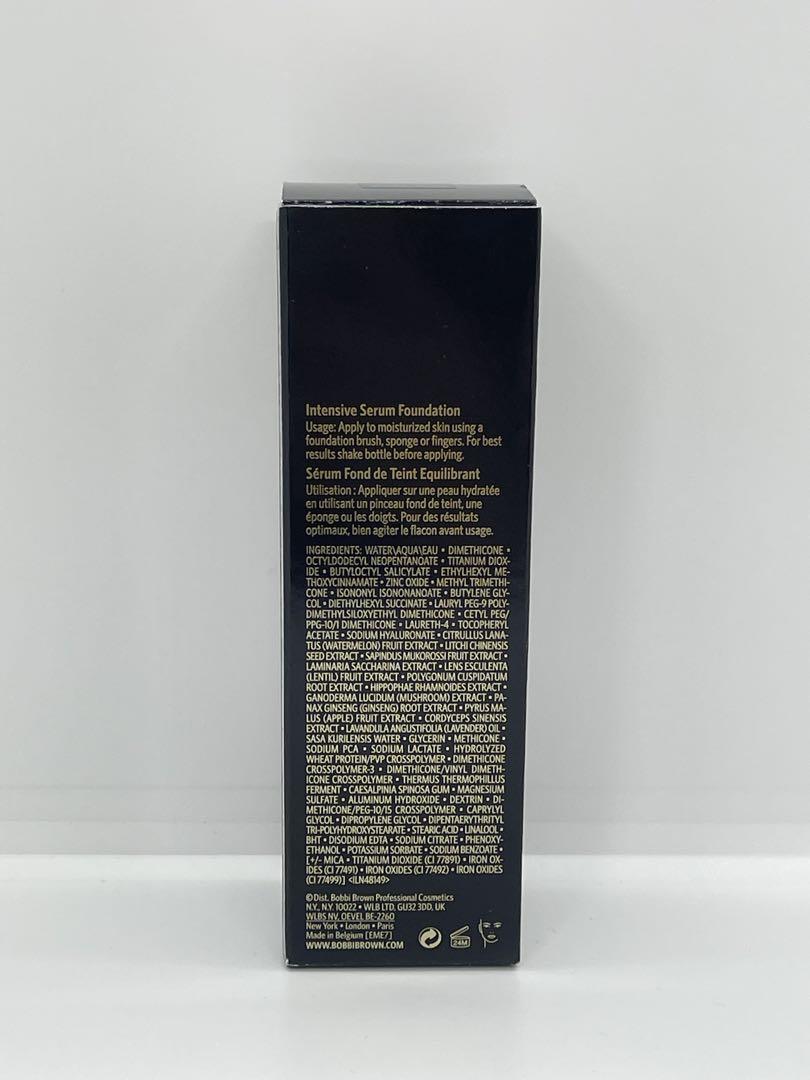 Intensive Serum Foundation
Usage: Apply to moisturized skin using a
foundation brush, sponge or fingers. For best
results shake bottle before applying.
Sérum Fond de Teint Equilibrant
Utilisation : Appliquer sur une peau hydratée
en utilisant un pinceau fond de teint, une
éponge ou les doigts. Pour des résultats
optimaux, bien agiter le flacon avant usage.
INGREDIENTS: WATER\AQUA\EAU • DIMETHICONE •
OCTYLDODECYL NEOPENTANOATE • TITANIUM DIOX-
IDE • BUTYLOCTYL SALICYLATE • ETHYLHEXYL ME-
THOXYCINNAMATE • ZINC OXIDE • METHYL TRIMETHI-
CONE • ISONONYL ISONONANOATE • BUTYLENE GLY-
COL • DIETHYLHEXYL SUCCINATE • LAURYL PEG-9 POLY-
DIMETHYLSILOXYETHYL DIMETHICONE • CETYL PEG/
PPG-10/1 DIMETHICONE • LAURETH-4 • TOCOPHERYL
ACETATE • SODIUM HYALURONATE • CITRULLUS LANA-
TUS (WATERMELON) FRUIT EXTRACT • LITCHI CHINENSIS
SEED EXTRACT • SAPINDUS MUKOROSSI FRUIT EXTRACT •
LAMINARIA SACCHARINA EXTRACT • LENS ESCULENTA
(LENTIL) FRUIT EXTRACT • POLYGONUM CUSPIDATUM
ROOT EXTRACT • HIPPOPHAE RHAMNOIDES EXTRACT •
GANODERMA LUCIDUM (MUSHROOM) EXTRACT • PA-
NAX GINSENG (GINSENG) ROOT EXTRACT • PYRUS MA-
LUS (APPLE) FRUIT EXTRACT • CORDYCEPS SINENSIS
EXTRACT • LAVANDULA ANGUSTIFOLIA (LAVENDER) OIL •
SASA KURILENSIS WATER • GLYCERIN • METHICONE •
SODIUM PCA • SODIUM LACTATE • HYDROLYZED
WHEAT PROTEIN/PVP CROSSPOLYMER • DIMETHICONE
CROSSPOLYMER-3 • DIMETHICONE/VINYL DIMETH-
ICONE CROSSPOLYMER • THERMUS THERMOPHILLUS
FERMENT • CAESALPINIA SPINOSA GUM • MAGNESIUM
SULFATE • ALUMINUM HYDROXIDE • DEXTRIN • DI-
METHICONE/PEG-10/15 CROSSPOLYMER • CAPRYLYL
GLYCOL • DIPROPYLENE GLYCOL • DIPENTAERYTHRITYL
TRI-POLYHYDROXYSTEARATE • STEARIC ACID • LINALOOL •
BHT • DISODIUM EDTA • SODIUM CITRATE • PHENOXY-
ETHANOL • POTASSIUM SORBATE • SODIUM BENZOATE •
[+/- MICA • TITANIUM DIOXIDE (CI 77891) • IRON OX-
IDES (CI 77491) • IRON OXIDES (CI 77492) • IRON OXIDES
(CI 77499)] <ILN48149>
©Dist. Bobbi Brown Professional Cosmetics
N.Y., N.Y. 10022 • WLB LTD, GU32 3DD, UK
WLBS NV, OEVEL BE-2260
New York • London • Paris
Made in Belgium [EME7]
WWW.BOBBIBROWN.COM
24M